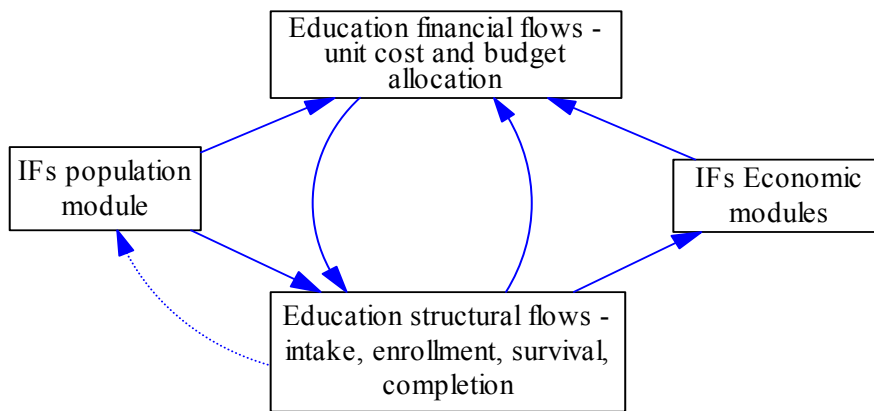 Education financial flows -
unit cost and budget
allocation
IFs population
module
IFs Economic
modules
Education structural flows -
intake, enrollment, survival,
completion